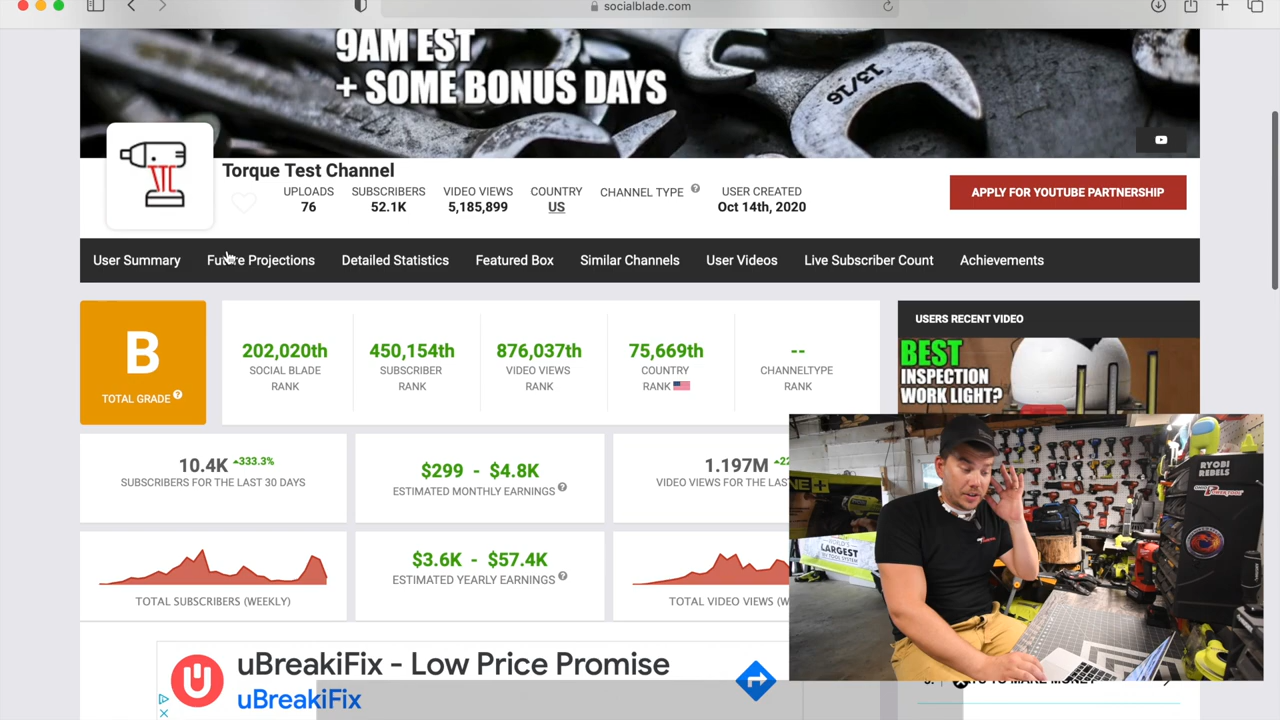 socialblade.com
9AM EST
+ SOME BONUS DAYS
13/16
Torque Test Channel
UPLOADS
76
SUBSCRIBERS
52.1K
VIDEO VIEWS
5,185,899
COUNTRY
US
CHANNEL TYPE ?
USER CREATED
Oct 14th, 2020
APPLY FOR YOUTUBE PARTNERSHIP
User Summary
Future Projections
Detailed Statistics
Featured Box
Similar Channels
User Videos
Live Subscriber Count
Achievements
B
TOTAL GRADE ?
202,020th
SOCIAL BLADE
RANK
450,154th
SUBSCRIBER
RANK
876,037th
VIDEO VIEWS
RANK
75,669th
COUNTRY
RANK
--
CHANNELTYPE
RANK
USERS RECENT VIDEO
BEST
INSPECTION
WORK LIGHT?
10.4K 333.3%
SUBSCRIBERS FOR THE LAST 30 DAYS
$299 - $4.8K
ESTIMATED MONTHLY EARNINGS ?
1.197M
VIDEO VIEWS FOR THE
TOTAL SUBSCRIBERS (WEEKLY)
$3.6K - $57.4K
ESTIMATED YEARLY EARNINGS ?
TOTAL VIDEO VIEWS
RYOBI
REBELS
WORLD'S
LARGEST
uBreakiFix - Low Price Promise
uBreakiFix